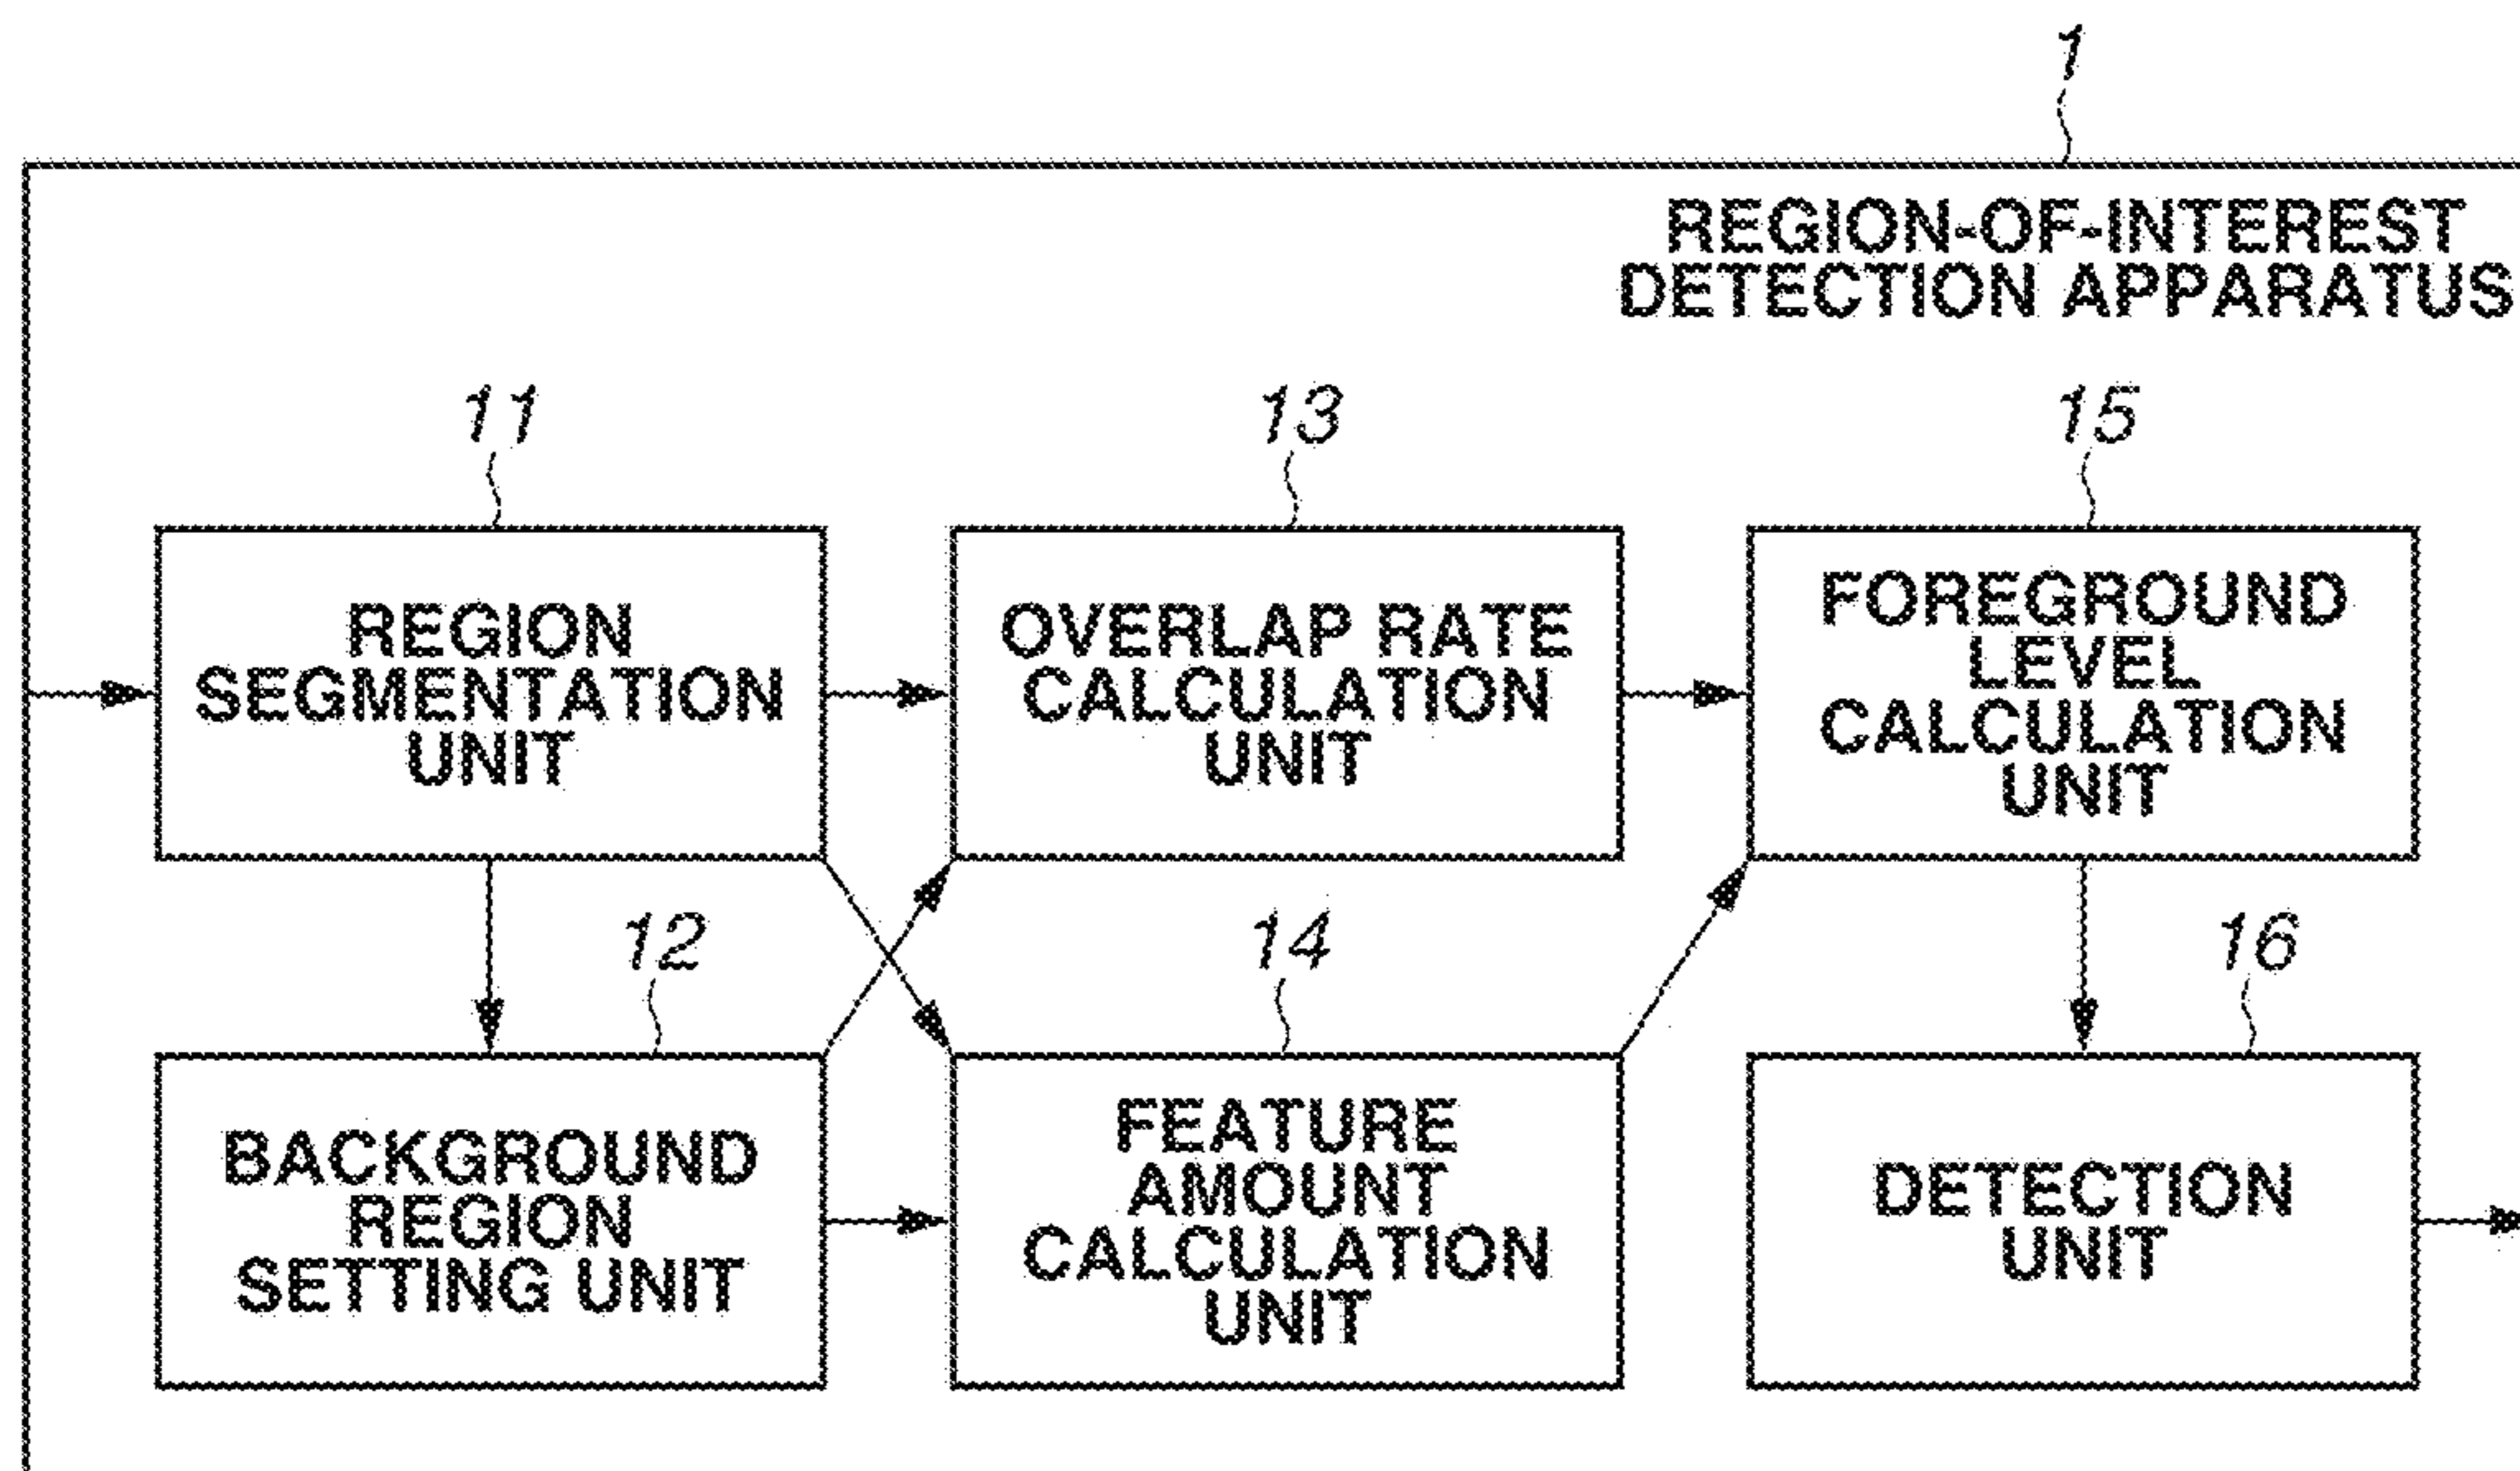 1
REGION-OF-INTEREST
DETECTION APPARATUS
11
13
15
REGION
SEGMENTATION
UNIT
OVERLAP RATE
CALCULATION
UNIT
FOREGROUND
LEVEL
CALCULATION
UNIT
12
14
16
BACKGROUND
REGION
SETTING UNIT
FEATURE
AMOUNT
CALCULATION
UNIT
DETECTION
UNIT